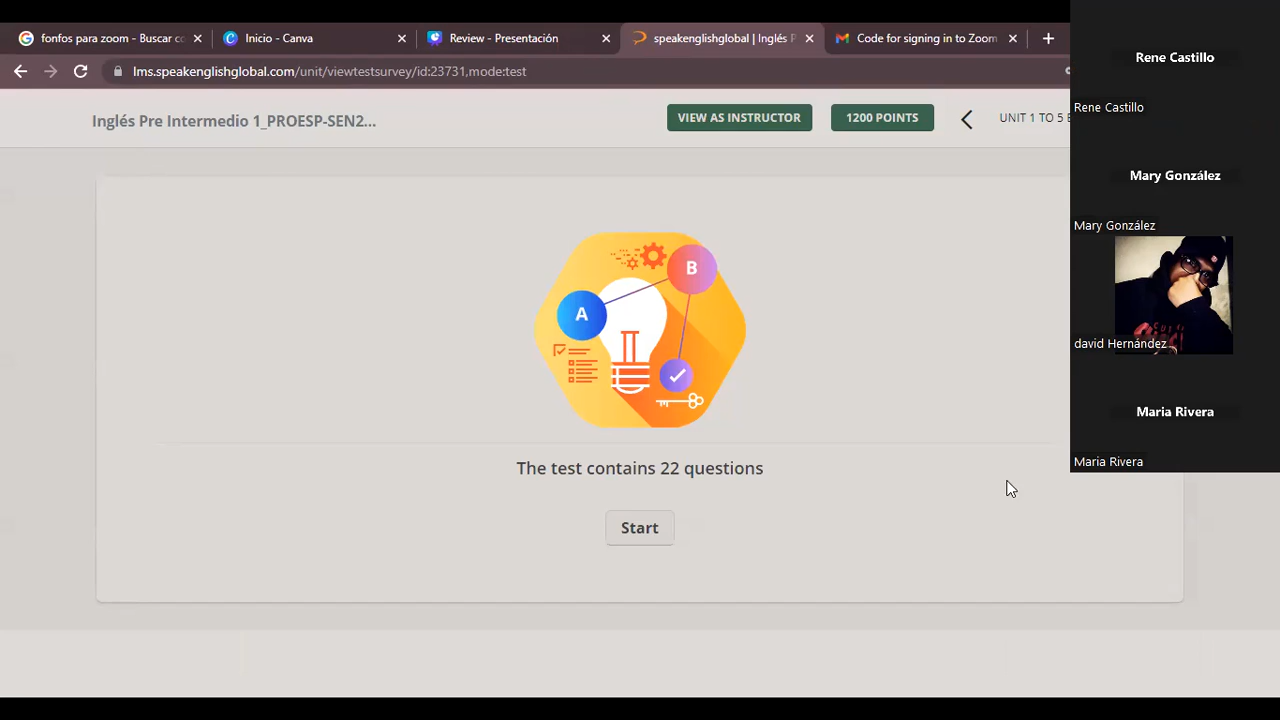 fonfos para zoom - Buscar co
Inicio - Canva
Review - Presentación
speakenglishglobal | Inglés P
Code for signing in to Zoom
lms.speakenglishglobal.com/unit/viewtestsurvey/id:23731,mode:test
Inglés Pre Intermedio 1_PROESP-SEN2...
VIEW AS INSTRUCTOR
1200 POINTS
UNIT 1 TO 5 E
A
B
The test contains 22 questions
Start
Rene Castillo
Rene Castillo
Mary González
Mary González
david Hernández...
Maria Rivera
Maria Rivera